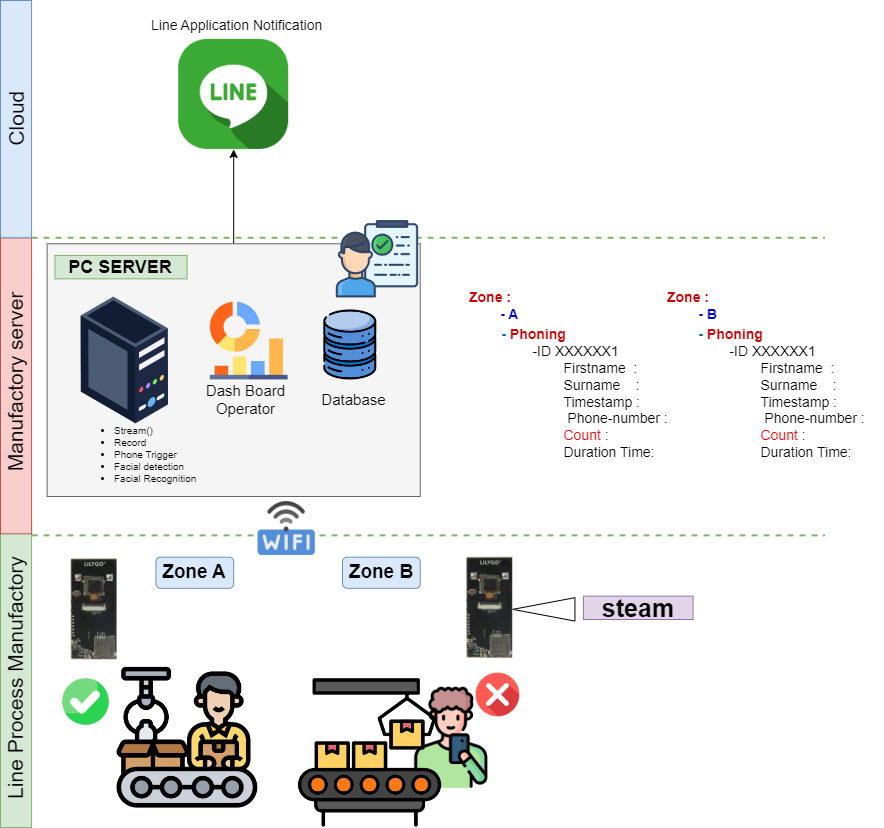 Line Application Notification
LINE
Cloud
Manufactory server
PC SERVER
Dash Board
Operator
Database
• Stream()
• Record
• Phone Trigger
• Facial detection
• Facial Recognition
Zone :
- A
- Phoning
-ID XXXXXX1
Firstname :
Surname :
Timestamp :
Phone-number :
Count :
Duration Time:
Zone :
- B
- Phoning
-ID XXXXXX1
Firstname :
Surname :
Timestamp :
Phone-number :
Count :
Duration Time:
WIFI
Line Process Manufactory
LILYGO
Zone A
Zone B
LILYGO
steam